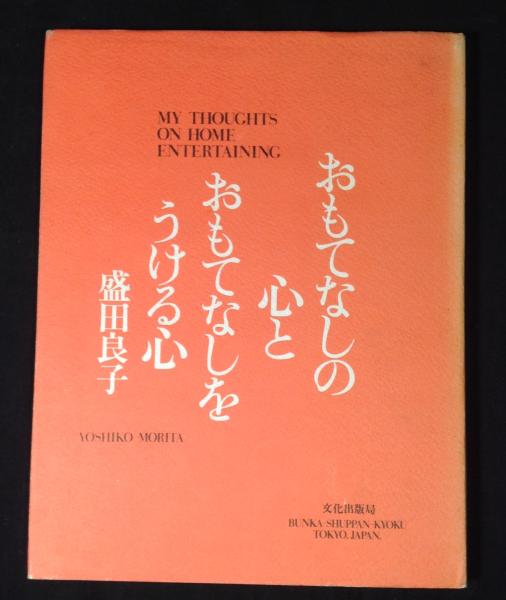 MY THOUGHTS
ON HOME
ENTERTAINING
おもてなしの
心と
おもてなしを
うける心
盛田良子
YOSHIKO MORITA
文化出版局
BUNKA-SHUPPAN-KYOKU
TOKYO, JAPAN.